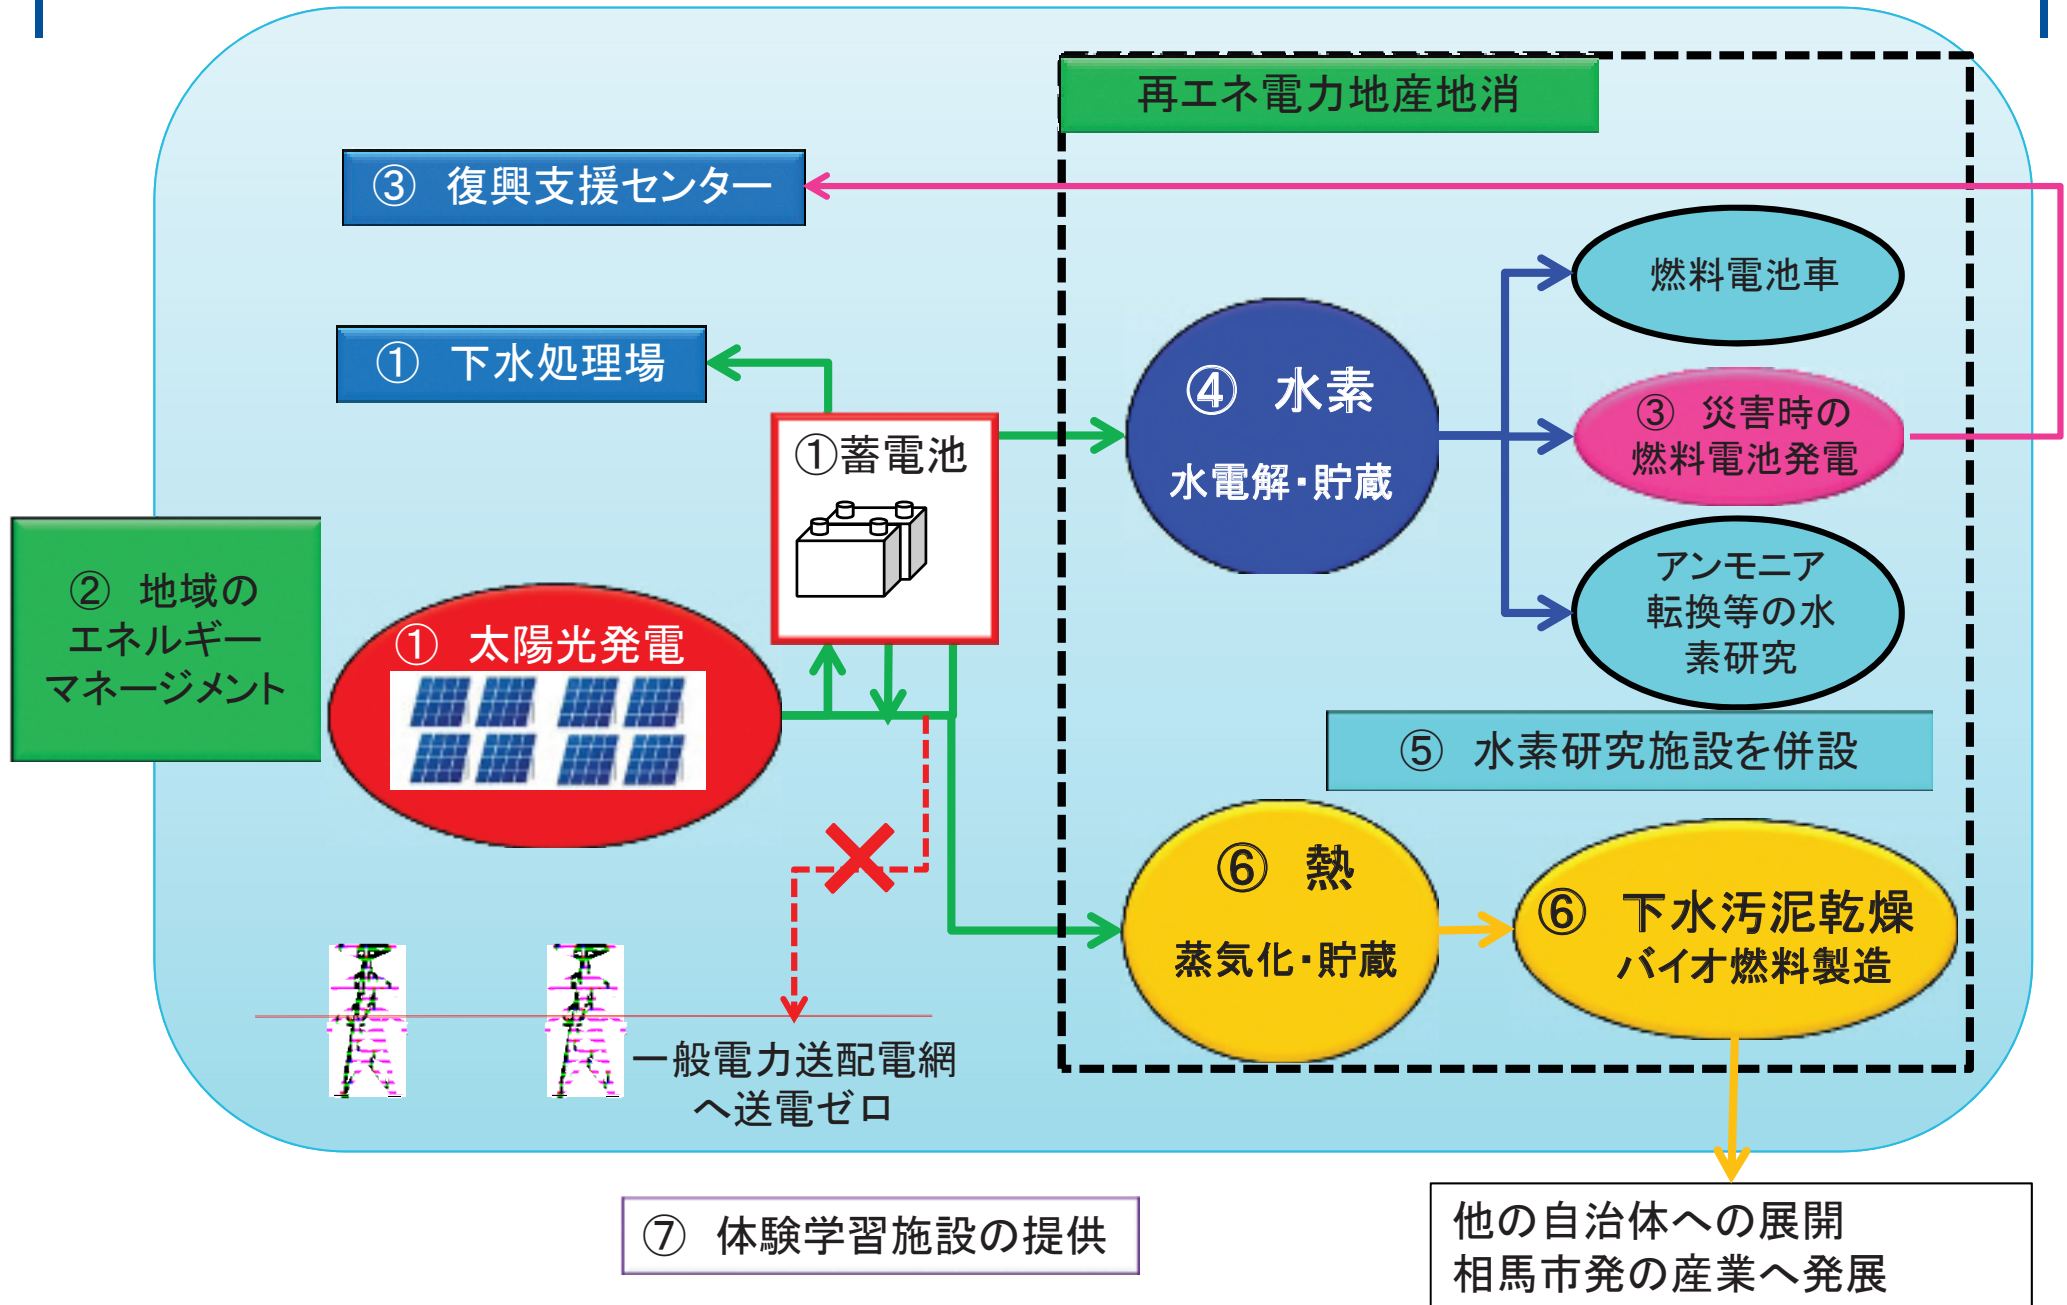 再エネ電力地産地消
③ 復興支援センター
燃料電池車
① 下水処理場
④ 水素
水電解・貯蔵
③ 災害時の
燃料電池発電
①蓄電池
アンモニア
転換等の水
素研究
② 地域の
エネルギー
マネージメント
① 太陽光発電
⑤ 水素研究施設を併設
⑥ 熱
蒸気化・貯蔵
⑥ 下水汚泥乾燥
バイオ燃料製造
一般電力送配電網
へ送電ゼロ
⑦ 体験学習施設の提供
他の自治体への展開
相馬市発の産業へ発展